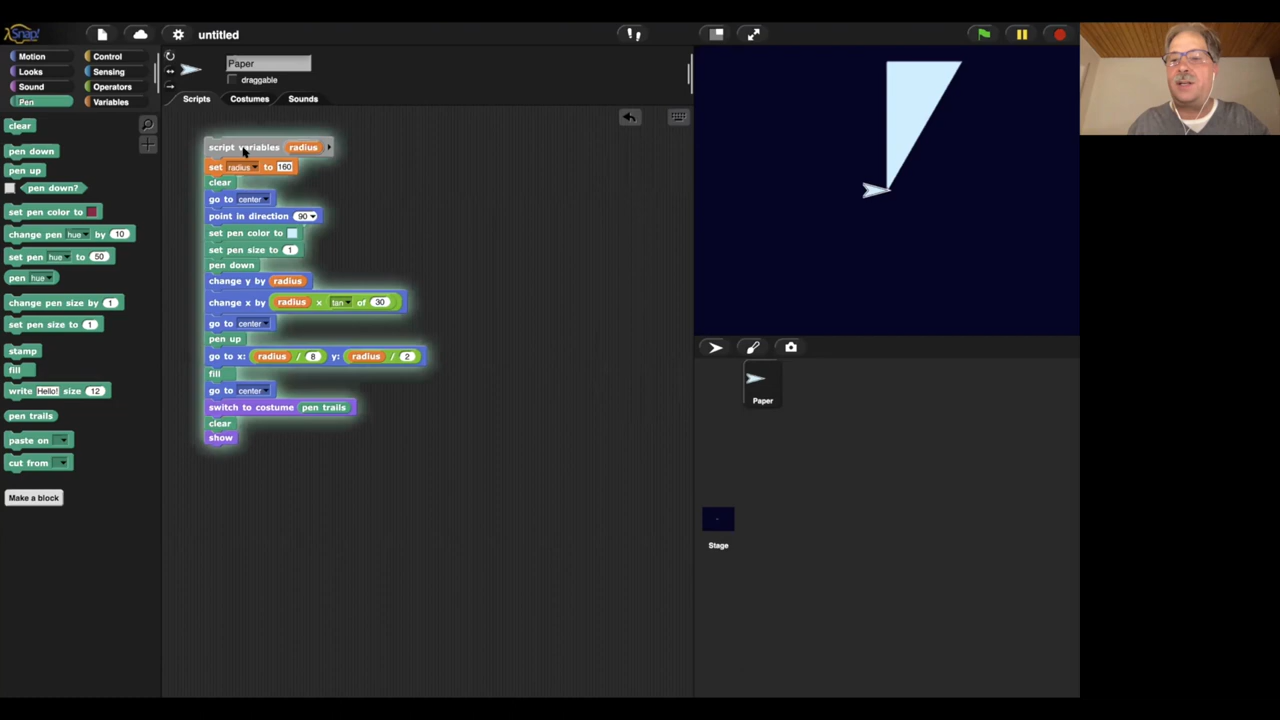 Snap!
untitled
Motion
Control
Looks
Sensing
Sound
Operators
Pen
Variables
clear
pen down
pen up
pen down?
set pen color to
change pen hue by 10
set pen hue to 50
pen hue
change pen size by 1
set pen size to 1
stamp
fill
write Hello! size 12
pen trails
paste on
cut from
Make a block
Paper
draggable
Scripts
Costumes
Sounds
script variables radius
set radius to 160
clear
go to center
point in direction 90
set pen color to
set pen size to 1
pen down
change y by radius
change x by radius × tan of 30
go to center
pen up
go to x: radius / 8 y: radius / 2
fill
go to center
switch to costume pen trails
clear
show
Paper
Stage